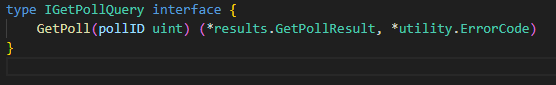 type IGetPollQuery interface {
    GetPoll(pollID uint) (*results.GetPollResult, *utility.ErrorCode)
}